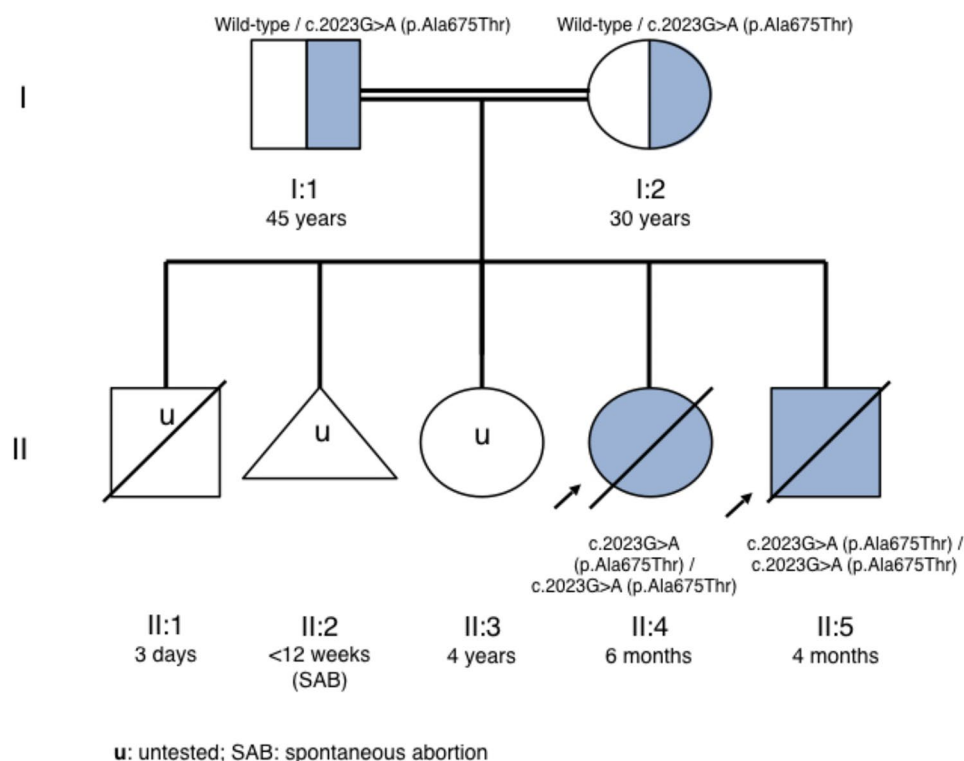 Wild-type / c.2023G>A (p.Ala675Thr)
Wild-type / c.2023G>A (p.Ala675Thr)
I
I:1
45 years
I:2
30 years
II
u
u
u
c.2023G>A
(p.Ala675Thr) /
c.2023G>A (p.Ala675Thr)
c.2023G>A (p.Ala675Thr) /
c.2023G>A (p.Ala675Thr)
II:1
3 days
II:2
<12 weeks
(SAB)
II:3
4 years
II:4
6 months
II:5
4 months
u: untested; SAB: spontaneous abortion